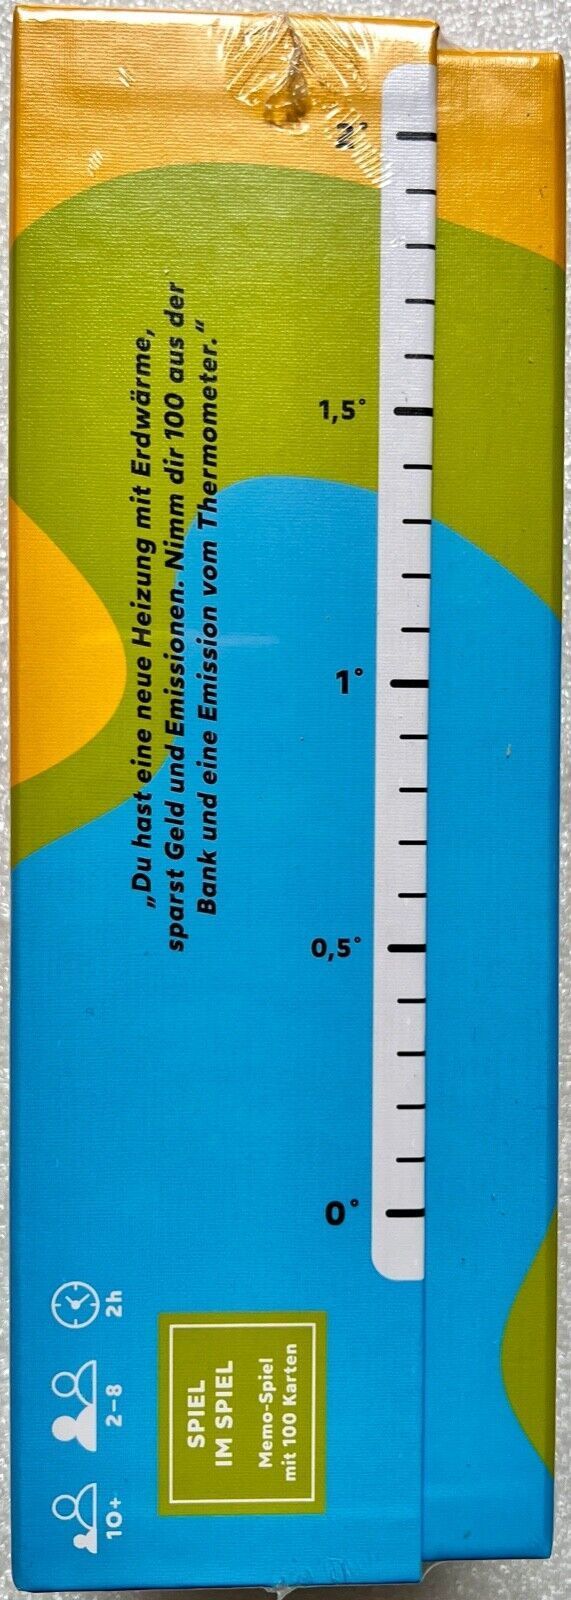 „Du hast eine neue Heizung mit Erdwärme,
sparst Geld und Emissionen. Nimm dir 100 aus der
Bank und eine Emission vom Thermometer.“
1,5°
1°
0,5°
0°
10+
2–8
2h
SPIEL
IM SPIEL
Memo-Spiel
mit 100 Karten